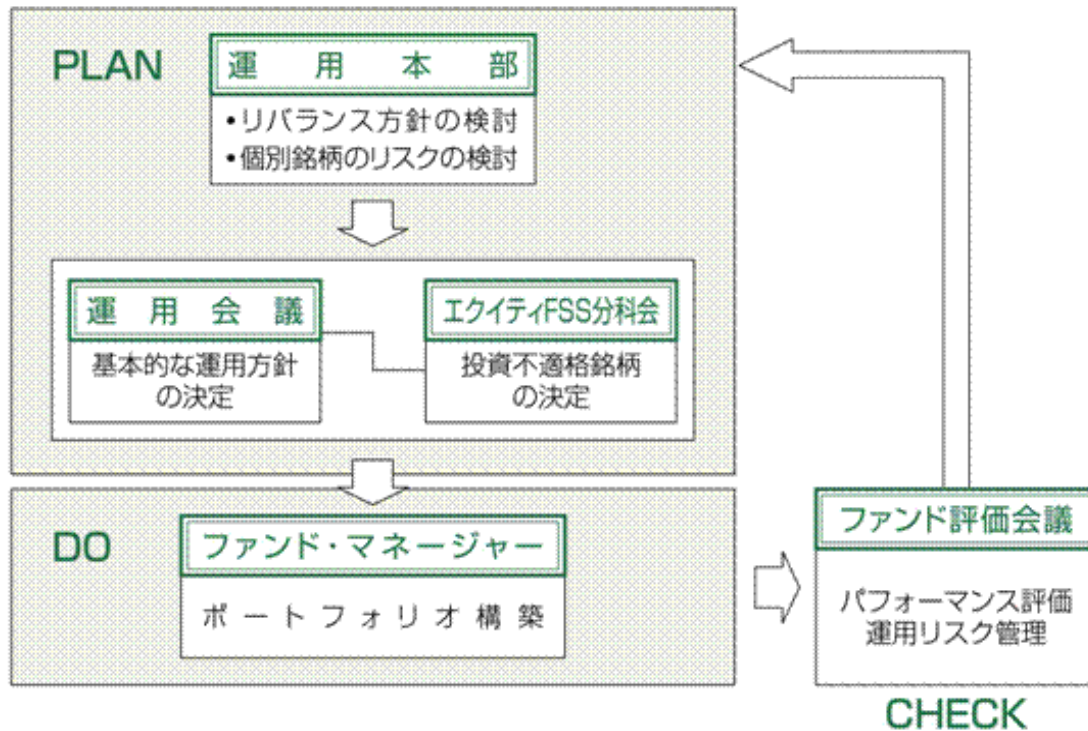 PLAN
運用本部
・リバランス方針の検討
・個別銘柄のリスクの検討
運用会議
基本的な運用方針
の決定
エクイティFSS分科会
投資不適格銘柄
の決定
DO
ファンド・マネージャー
ポートフォリオ構築
ファンド評価会議
パフォーマンス評価
運用リスク管理
CHECK